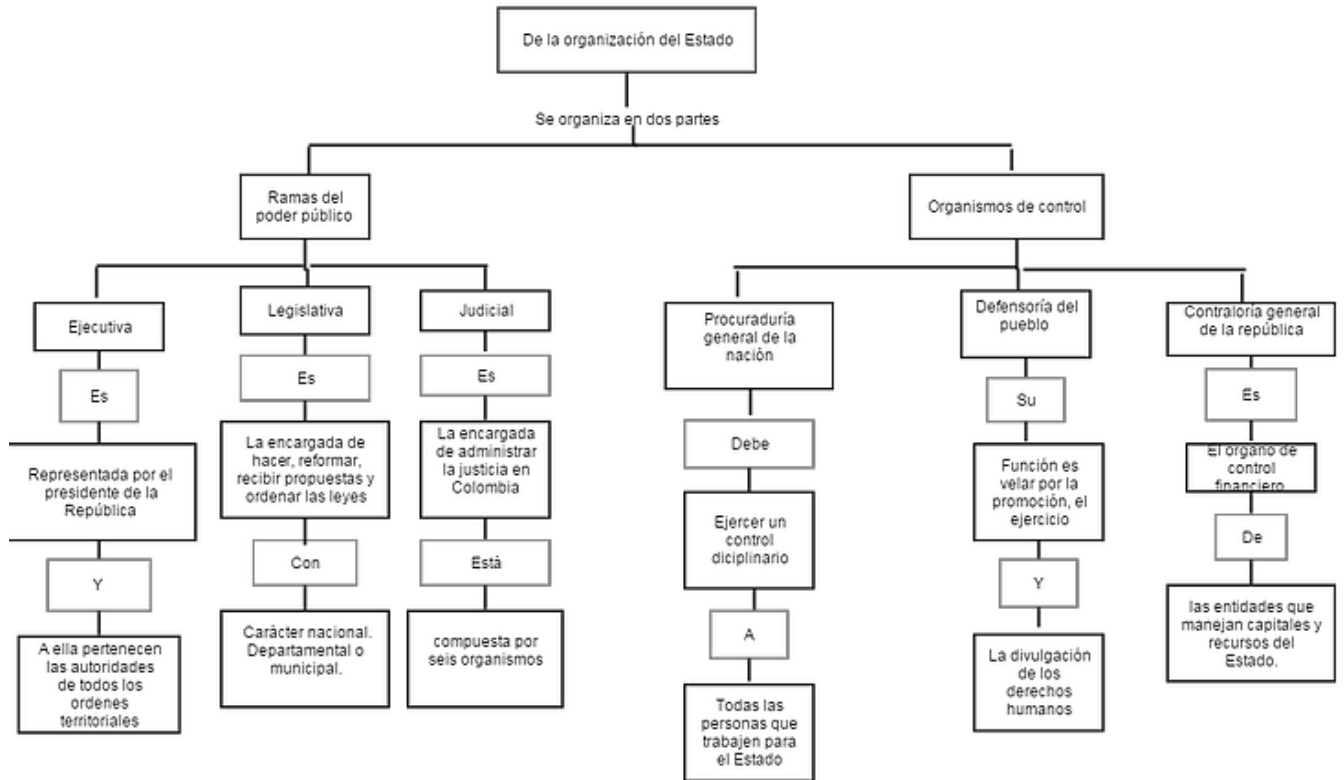 De la organización del Estado
Se organiza en dos partes
Ramas del
poder público
Organismos de control
Ejecutiva
Legislativa
Judicial
Procuraduría
general de la
nación
Defensoría del
pueblo
Contraloría general
de la república
Es
Es
Es
Debe
Su
Es
Representada por el
presidente de la
República
La encargada de
hacer, reformar,
recibir propuestas y
ordenar las leyes
La encargada
de administrar
la justicia en
Colombia
Ejercer un
control
diciplinario
Función es
velar por la
promoción, el
ejercicio
El órgano de
control
financiero
Y
Con
Está
A
Y
De
A ella pertenecen
las autoridades
de todos los
ordenes
territoriales
Carácter nacional.
Departamental o
municipal.
compuesta por
seis organismos
Todas las
personas que
trabajen para
el Estado
La divulgación
de los
derechos
humanos
las entidades que
manejan capitales y
recursos del
Estado.